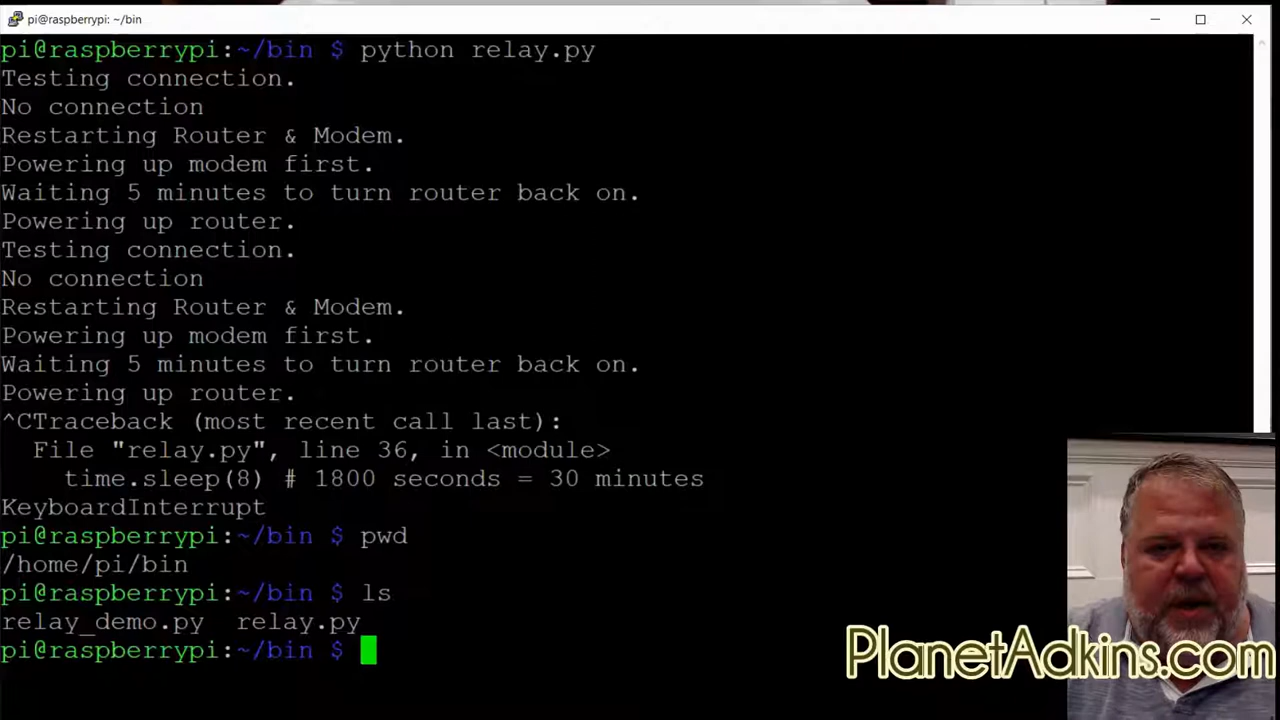 pi@raspberrypi: ~/bin
pi@raspberrypi:~/bin $ python relay.py
Testing connection.
No connection
Restarting Router & Modem.
Powering up modem first.
Waiting 5 minutes to turn router back on.
Powering up router.
Testing connection.
No connection
Restarting Router & Modem.
Powering up modem first.
Waiting 5 minutes to turn router back on.
Powering up router.
^CTraceback (most recent call last):
  File "relay.py", line 36, in <module>
    time.sleep(8) # 1800 seconds = 30 minutes
KeyboardInterrupt
pi@raspberrypi:~/bin $ pwd
/home/pi/bin
pi@raspberrypi:~/bin $ ls
relay_demo.py  relay.py
pi@raspberrypi:~/bin $
PlanetAdkins.com